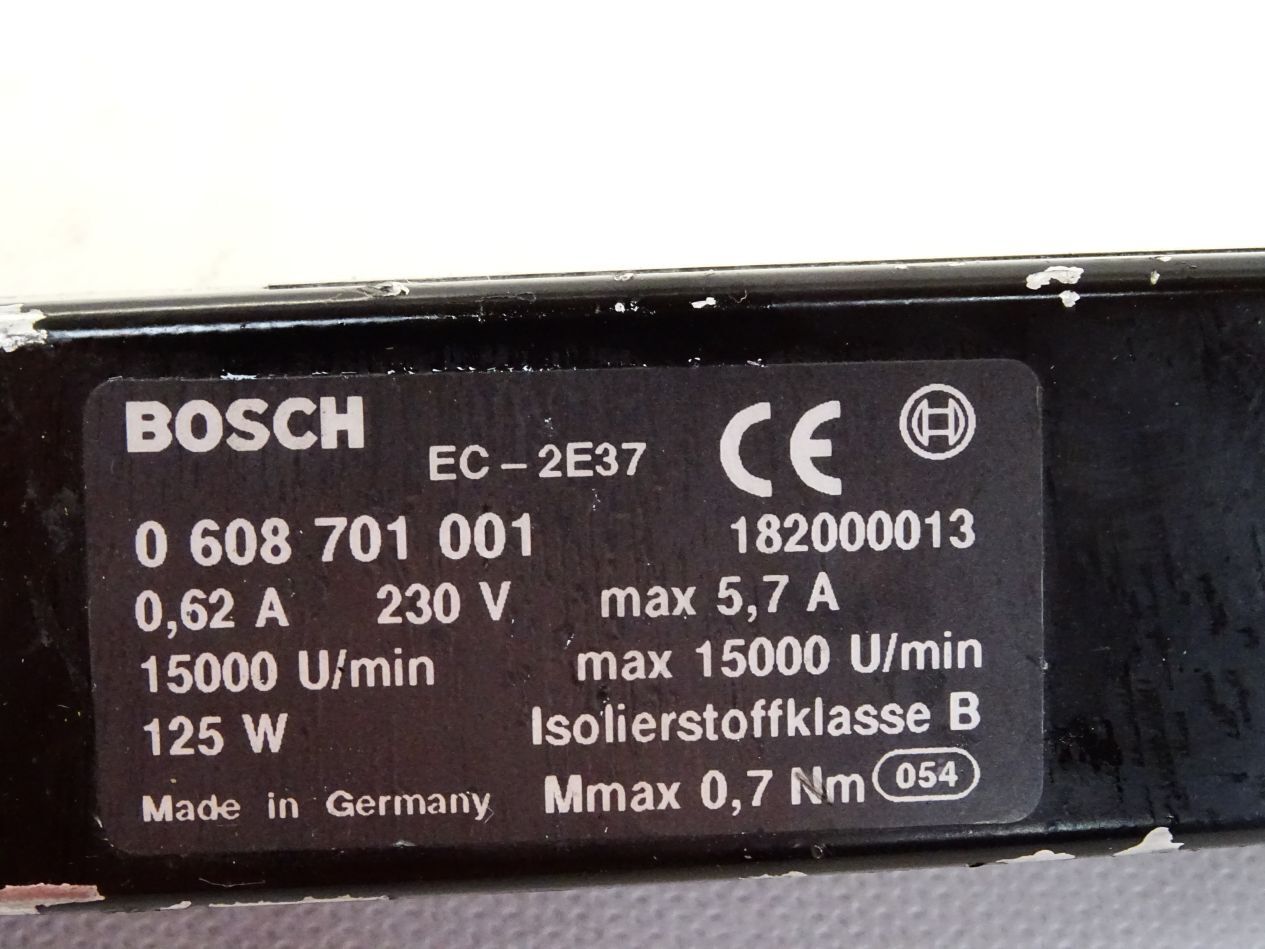 BOSCH
EC-2E37
CE
0 608 701 001
182000013
0,62 A 230 V max 5,7 A
15000 U/min max 15000 U/min
125 W Isolierstoffklasse B
Made in Germany Mmax 0,7 Nm 054